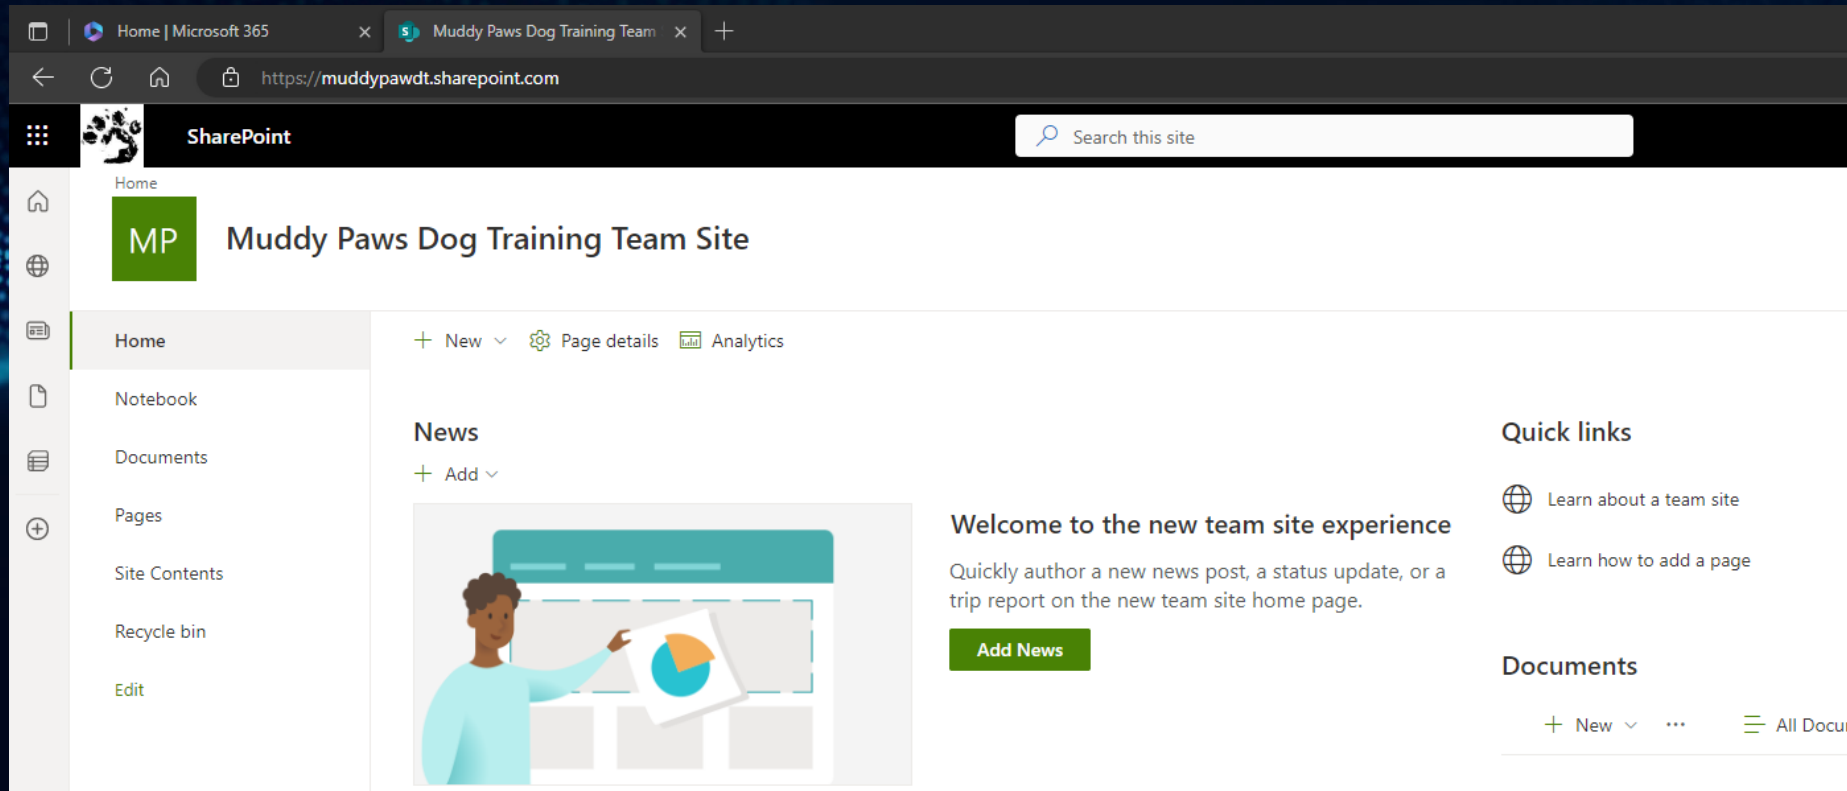 Home | Microsoft 365
Muddy Paws Dog Training Team
https://muddypawdt.sharepoint.com
SharePoint
Search this site
Home
MP
Muddy Paws Dog Training Team Site
Home
Notebook
Documents
Pages
Site Contents
Recycle bin
Edit
New
Page details
Analytics
News
Add
Welcome to the new team site experience
Quickly author a new news post, a status update, or a
trip report on the new team site home page.
Add News
Quick links
Learn about a team site
Learn how to add a page
Documents
New
All Docu